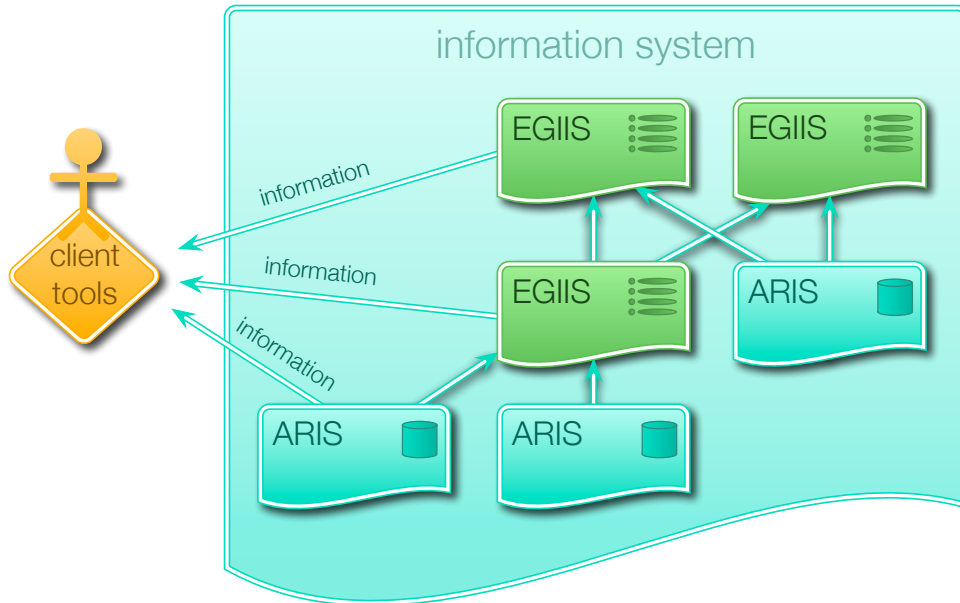 information system
EGIIS
EGIIS
information
client
tools
information
EGIIS
ARIS
information
ARIS
ARIS